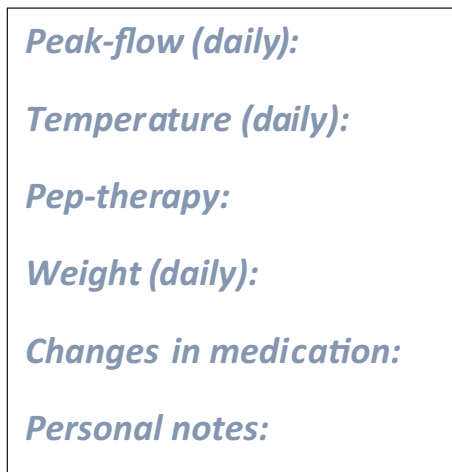 Peak-flow (daily):
Temperature (daily):
Pep-therapy:
Weight (daily):
Changes in medication:
Personal notes: